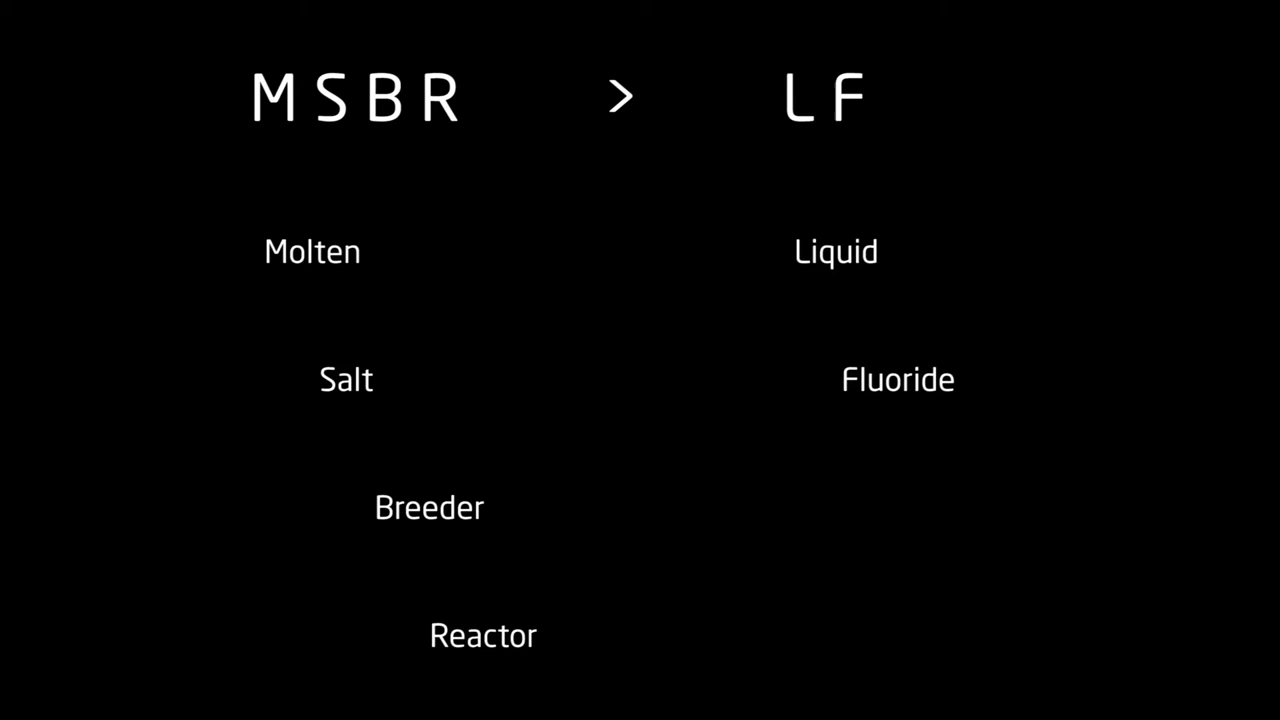 MSBR > LF
Molten Liquid
Salt Fluoride
Breeder
Reactor